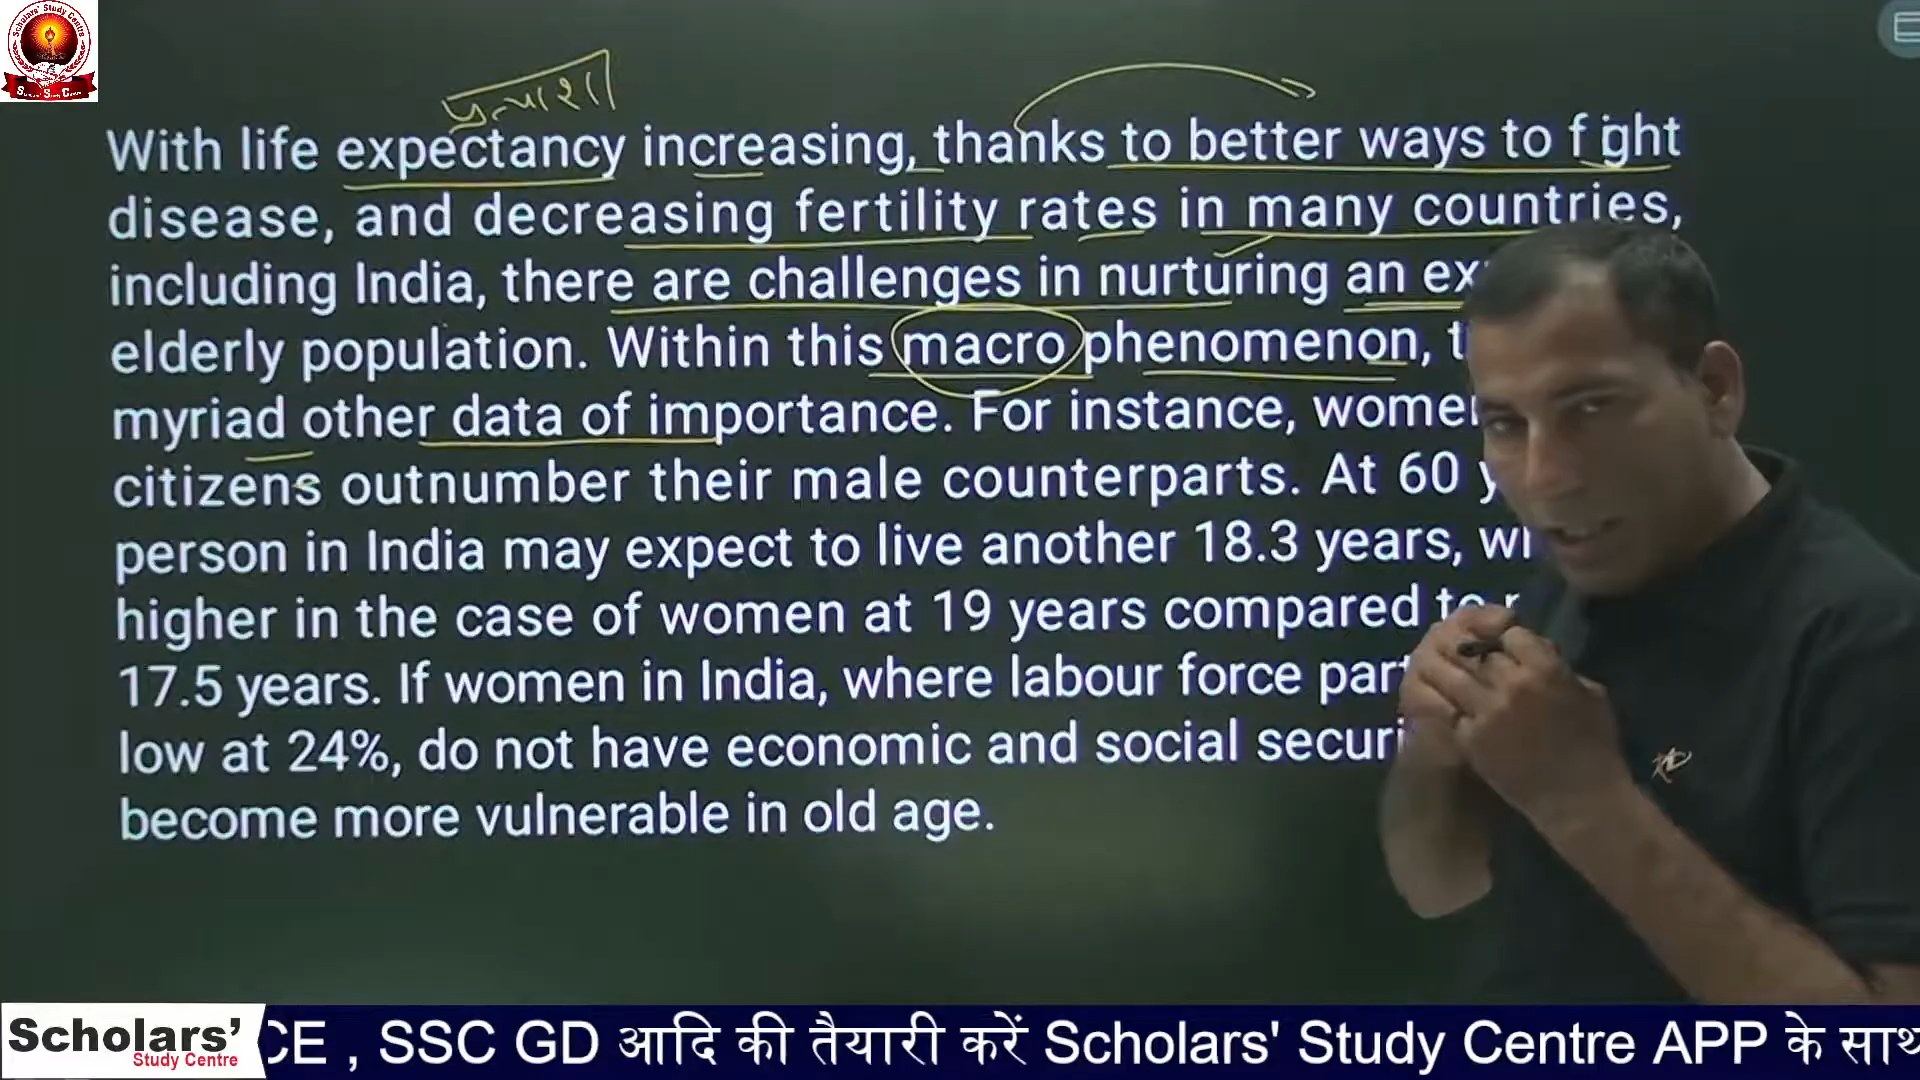 Scholars' Study Centre
प्रत्याशा
With life expectancy increasing, thanks to better ways to fight
disease, and decreasing fertility rates in many countries,
including India, there are challenges in nurturing an
elderly population. Within this macro phenomenon,
myriad other data of importance. For instance,
citizens outnumber their male counterparts. At 60
person in India may expect to live another 18.3 years,
higher in the case of women at 19 years compared to
17.5 years. If women in India, where labour force
low at 24%, do not have economic and social
become more vulnerable in old age.
Scholars'
Study Centre
CE , SSC GD आदि की तैयारी करें Scholars' Study Centre APP के साथ